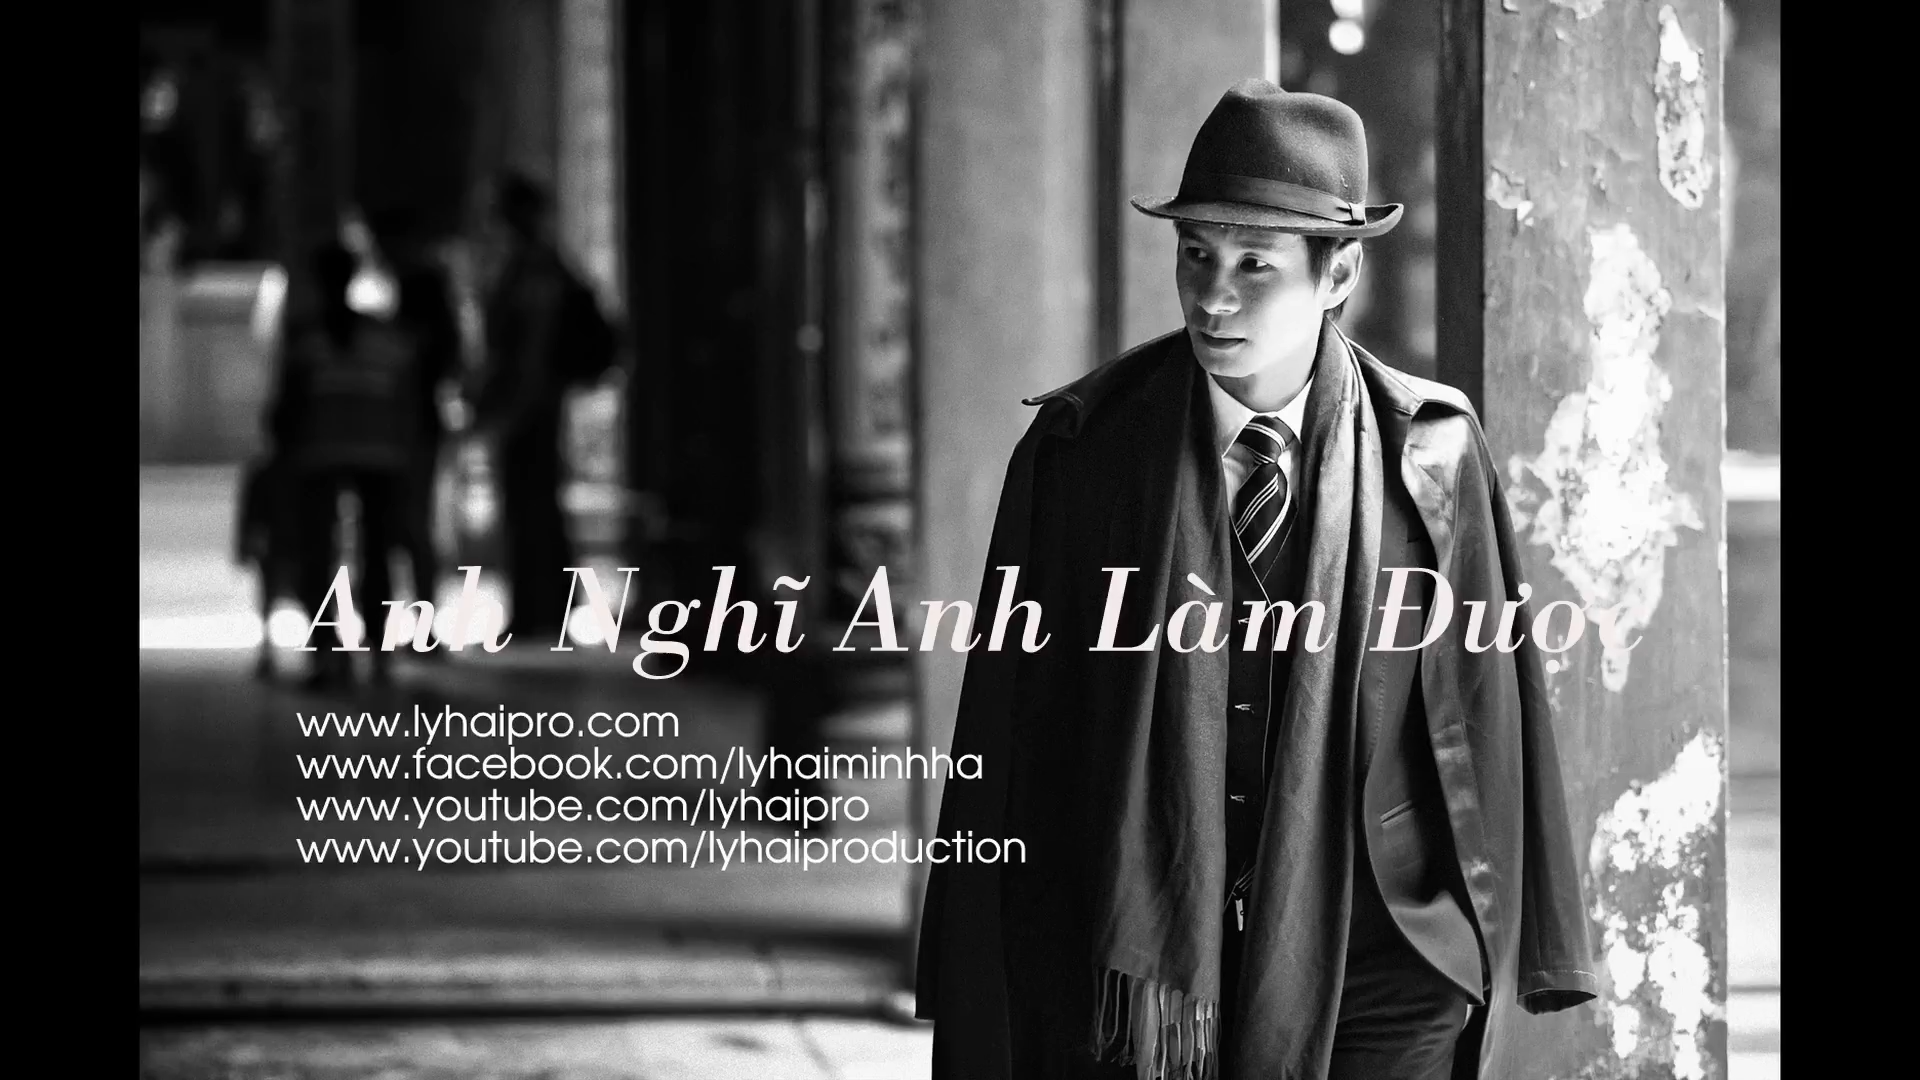 Anh Nghĩ Anh Làm Được
www.lyhaipro.com
www.facebook.com/lyhaiminhha
www.youtube.com/lyhaipro
www.youtube.com/lyhaiproduction